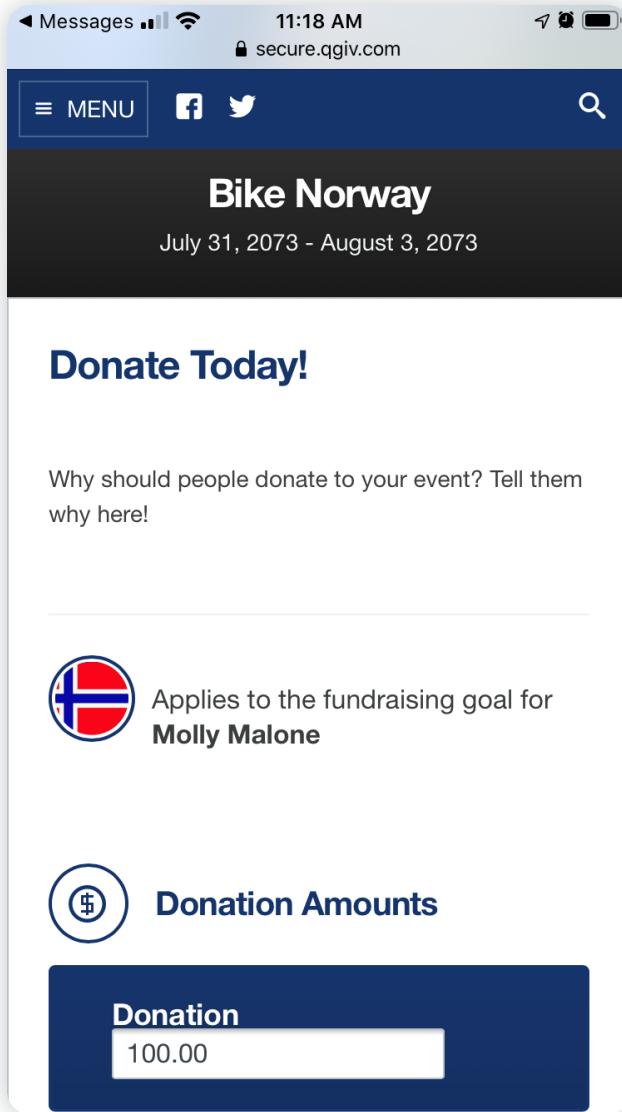 Messages
11:18 AM
secure.qgiv.com
MENU
Bike Norway
July 31, 2073 - August 3, 2073
Donate Today!
Why should people donate to your event? Tell them
why here!
Applies to the fundraising goal for
Molly Malone
$
Donation Amounts
Donation
100.00